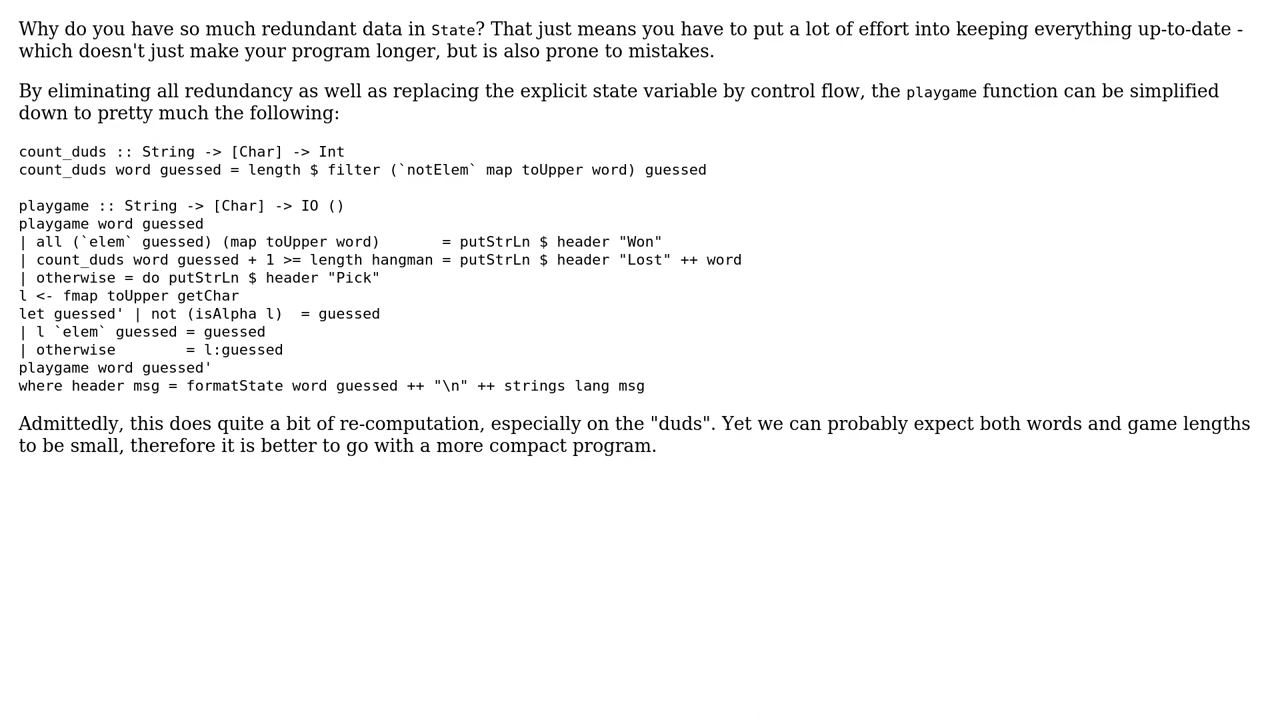 Why do you have so much redundant data in State? That just means you have to put a lot of effort into keeping everything up-to-date -
which doesn't just make your program longer, but is also prone to mistakes.
By eliminating all redundancy as well as replacing the explicit state variable by control flow, the playgame function can be simplified
down to pretty much the following:
count_duds :: String -> [Char] -> Int
count_duds word guessed = length $ filter (`notElem` map toUpper word) guessed
playgame :: String -> [Char] -> IO ()
playgame word guessed
| all (`elem` guessed) (map toUpper word)       = putStrLn $ header "Won"
| count_duds word guessed + 1 >= length hangman = putStrLn $ header "Lost" ++ word
| otherwise = do putStrLn $ header "Pick"
l <- fmap toUpper getChar
let guessed' | not (isAlpha l)  = guessed
| l `elem` guessed = guessed
| otherwise        = l:guessed
playgame word guessed'
where header msg = formatState word guessed ++ "\n" ++ strings lang msg
Admittedly, this does quite a bit of re-computation, especially on the "duds". Yet we can probably expect both words and game lengths
to be small, therefore it is better to go with a more compact program.